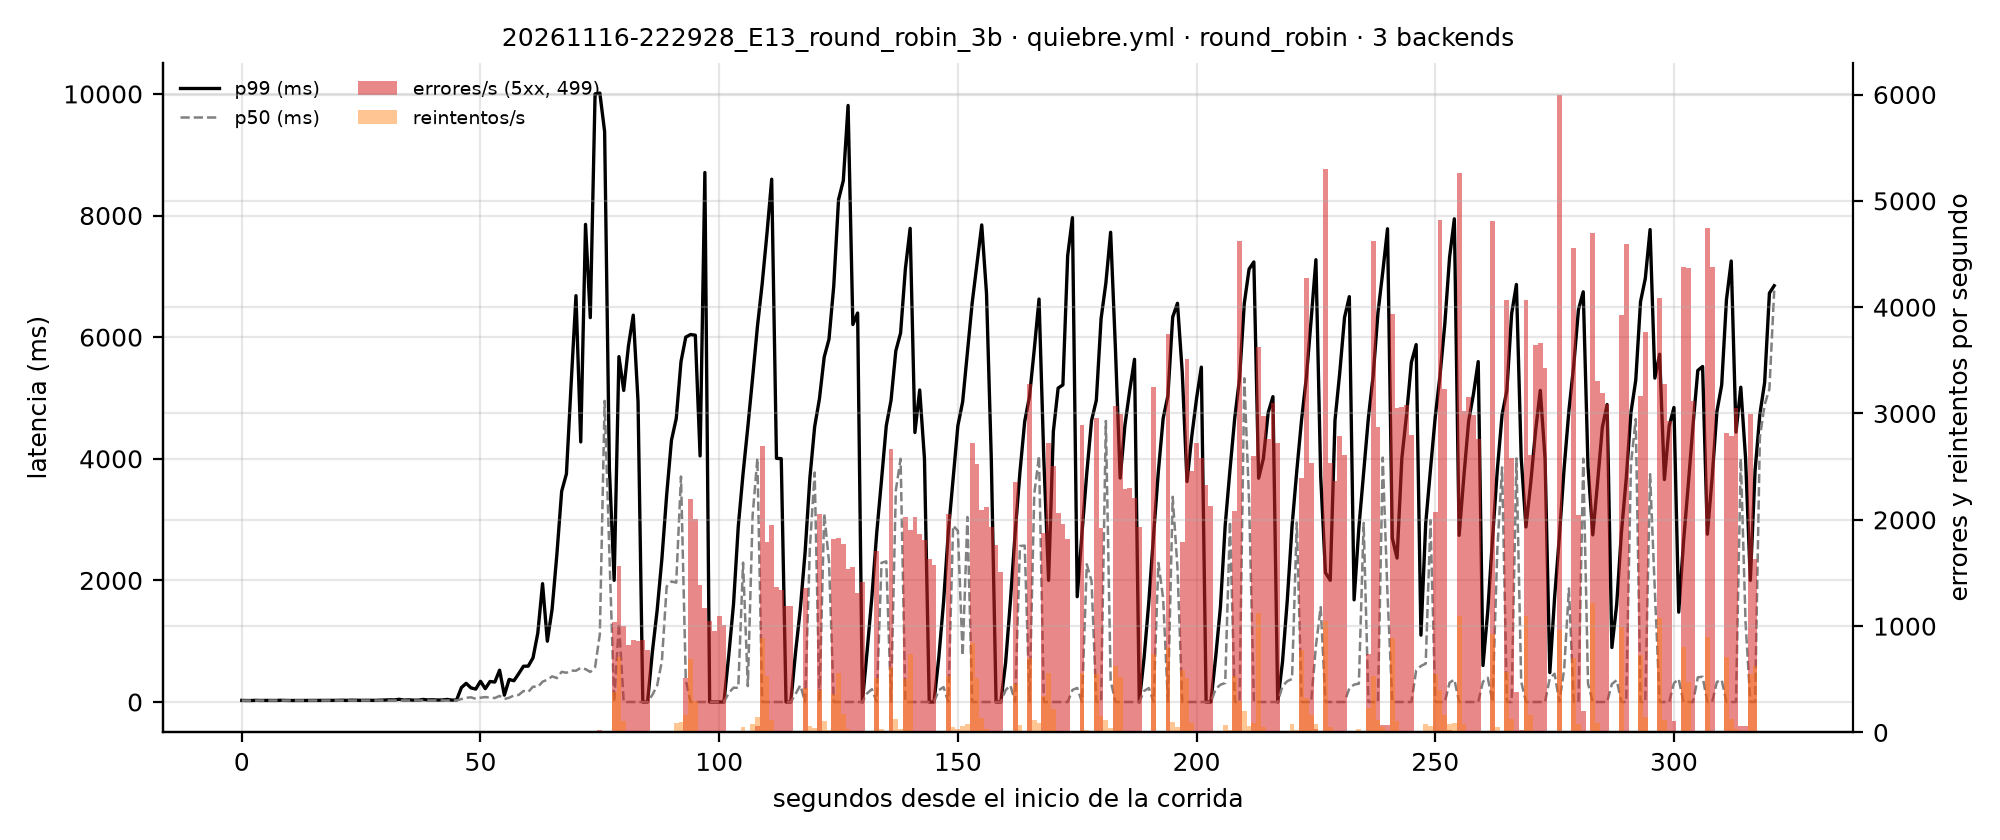 20261116-222928_E13_round_robin_3b · quiebre.yml · round_robin · 3 backends
p99 (ms)
p50 (ms)
errores/s (5xx, 499)
reintentos/s
latencia (ms)
10000
8000
6000
4000
2000
0
6000
5000
4000
3000
2000
1000
0
errores y reintentos por segundo
0 50 100 150 200 250 300
segundos desde el inicio de la corrida